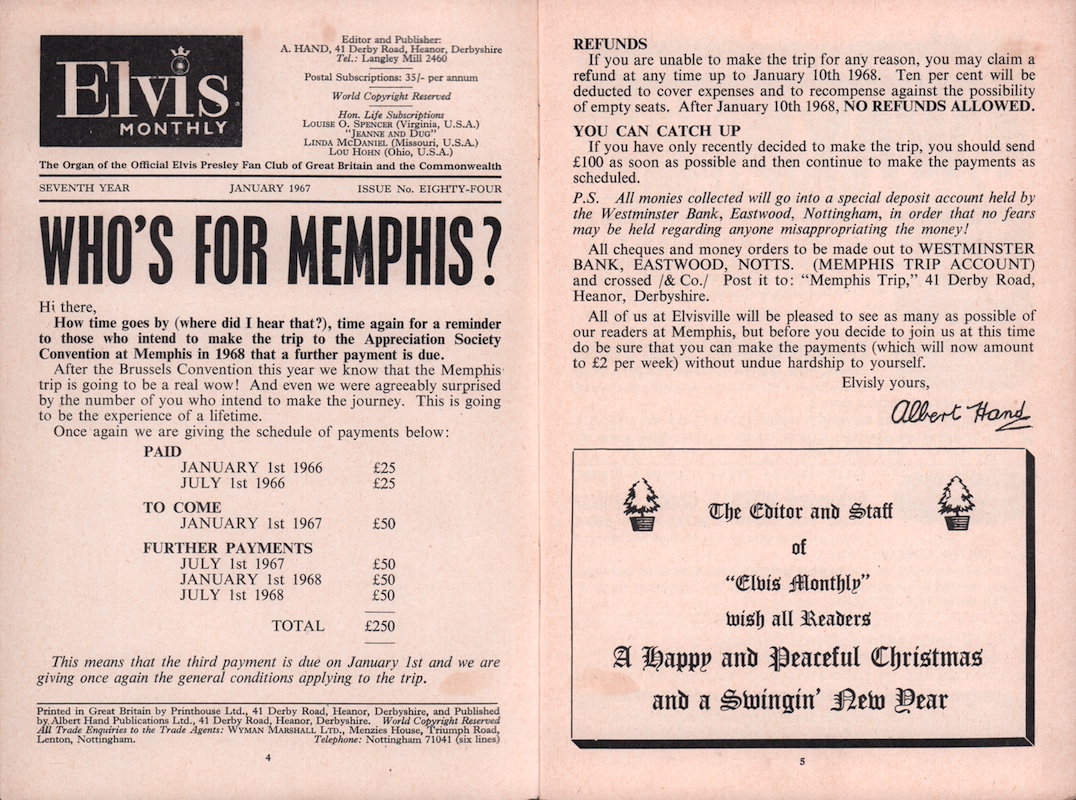 Elvis
MONTHLY
Editor and Publisher:
A. HAND, 41 Derby Road, Heanor, Derbyshire
Tel.: Langley Mill 2460
Postal Subscriptions: 35/- per annum
World Copyright Reserved
Hon. Life Subscriptions
LOUISE O. SPENCER (Virginia, U.S.A.)
"JEANNE AND DUG"
LINDA MCDANIEL (Missouri, U.S.A.)
LOU HOHN (Ohio, U.S.A.)
The Organ of the Official Elvis Presley Fan Club of Great Britain and the Commonwealth
SEVENTH YEAR JANUARY 1967 ISSUE No. EIGHTY-FOUR
WHO'S FOR MEMPHIS?
Hi there,
How time goes by (where did I hear that?), time again for a reminder
to those who intend to make the trip to the Appreciation Society
Convention at Memphis in 1968 that a further payment is due.
After the Brussels Convention this year we know that the Memphis
trip is going to be a real wow! And even we were agreeably surprised
by the number of you who intend to make the journey. This is going
to be the experience of a lifetime.
Once again we are giving the schedule of payments below:
PAID
JANUARY 1st 1966 £25
JULY 1st 1966 £25
TO COME
JANUARY 1st 1967 £50
FURTHER PAYMENTS
JULY 1st 1967 £50
JANUARY 1st 1968 £50
JULY 1st 1968 £50
TOTAL £250
This means that the third payment is due on January 1st and we are
giving once again the general conditions applying to the trip.
Printed in Great Britain by Printhouse Ltd., 41 Derby Road, Heanor, Derbyshire, and Published
by Albert Hand Publications Ltd., 41 Derby Road, Heanor, Derbyshire. World Copyright Reserved
All Trade Enquiries to the Trade Agents: WYMAN MARSHALL LTD., Menzies House, Triumph Road,
Lenton, Nottingham. Telephone: Nottingham 71041 (six lines)
4
REFUNDS
If you are unable to make the trip for any reason, you may claim a
refund at any time up to January 10th 1968. Ten per cent will be
deducted to cover expenses and to recompense against the possibility
of empty seats. After January 10th 1968, NO REFUNDS ALLOWED.
YOU CAN CATCH UP
If you have only recently decided to make the trip, you should send
£100 as soon as possible and then continue to make the payments as
scheduled.
P.S. All monies collected will go into a special deposit account held by
the Westminster Bank, Eastwood, Nottingham, in order that no fears
may be held regarding anyone misappropriating the money!
All cheques and money orders to be made out to WESTMINSTER
BANK, EASTWOOD, NOTTS. (MEMPHIS TRIP ACCOUNT)
and crossed /& Co./ Post it to: "Memphis Trip," 41 Derby Road,
Heanor, Derbyshire.
All of us at Elvisville will be pleased to see as many as possible of
our readers at Memphis, but before you decide to join us at this time
do be sure that you can make the payments (which will now amount
to £2 per week) without undue hardship to yourself.
Elvisly yours,
Albert Hand
The Editor and Staff
of
"Elvis Monthly"
wish all Readers
A Happy and Peaceful Christmas
and a Swingin' New Year
5